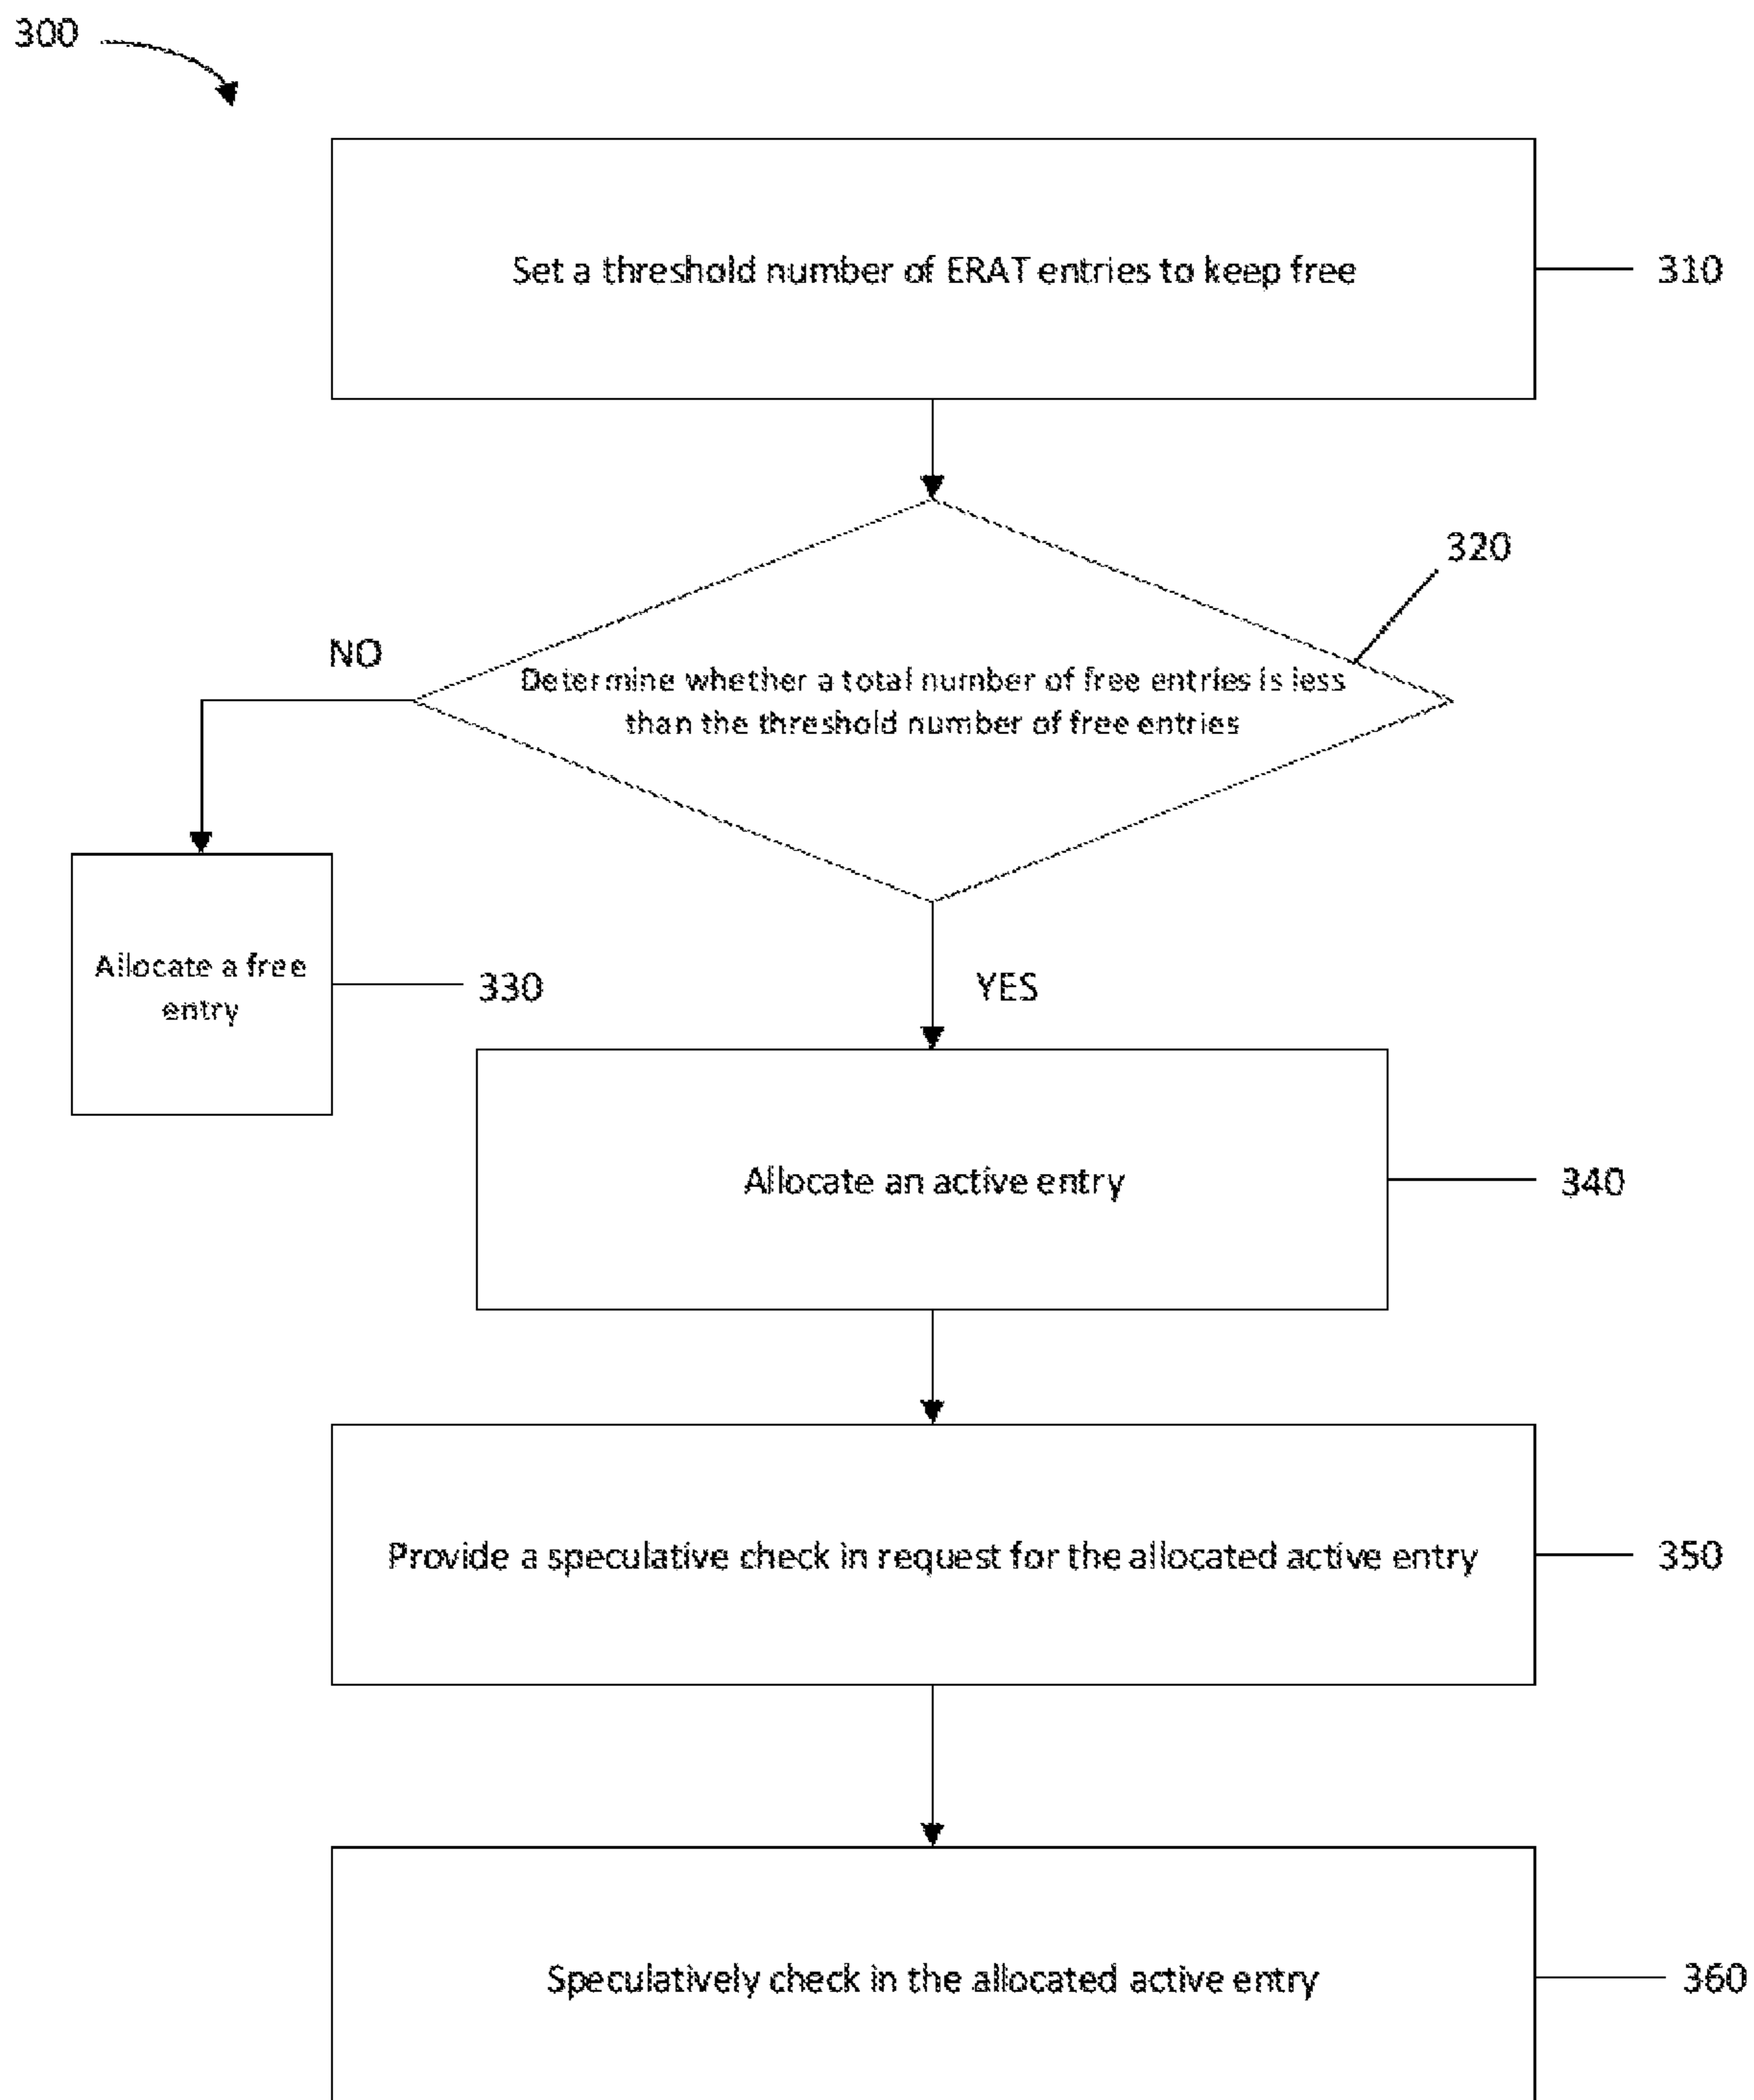 300
Set a threshold number of ERAT entries to keep free
310
320
NO
Determine whether a total number of free entries is less
than the threshold number of free entries
Allocate a free
entry
330
YES
Allocate an active entry
340
Provide a speculative check in request for the allocated active entry
350
Speculatively check in the allocated active entry
360